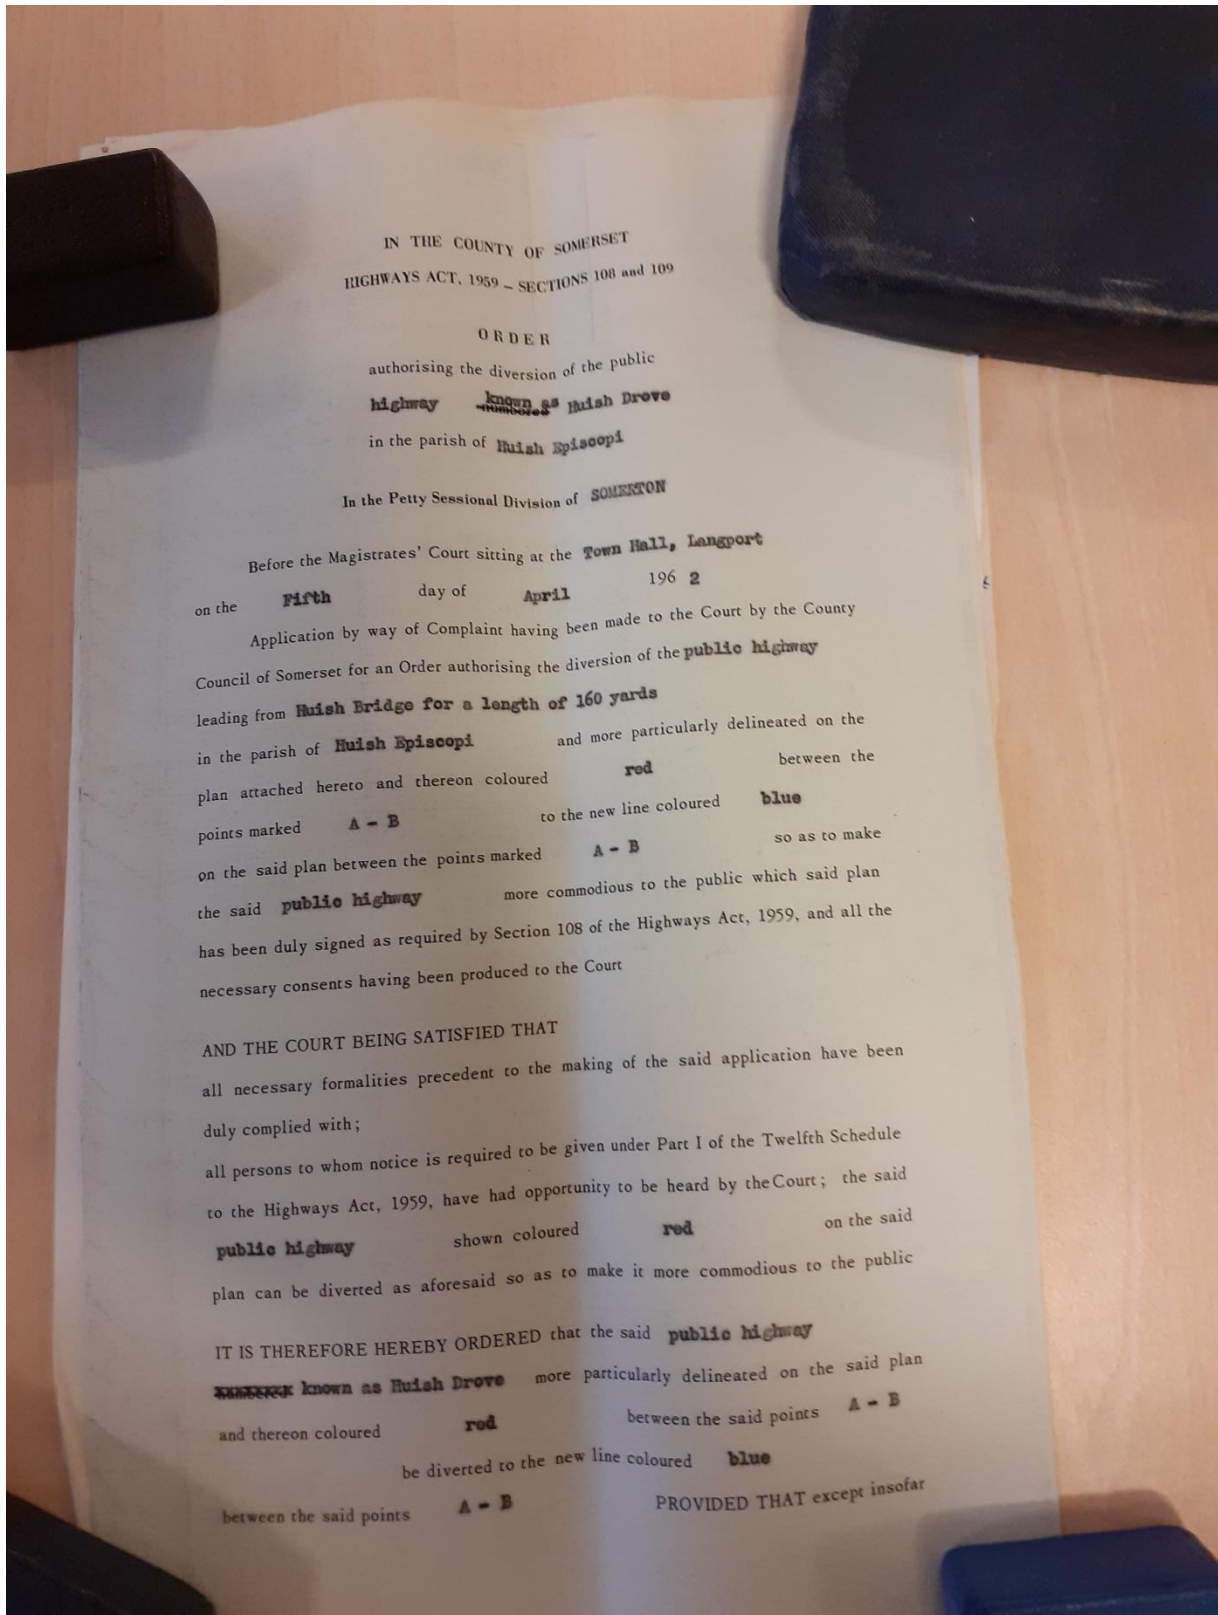 IN THE COUNTY OF SOMERSET
HIGHWAYS ACT, 1959 – SECTIONS 108 and 109
ORDER
authorising the diversion of the public
highway known as Huish Drove
numbered
in the parish of Huish Episcopi
In the Petty Sessional Division of SOMERTON
Before the Magistrates' Court sitting at the Town Hall, Langport
on the Fifth day of April 196 2
Application by way of Complaint having been made to the Court by the County
Council of Somerset for an Order authorising the diversion of the public highway
leading from Huish Bridge for a length of 160 yards
in the parish of Huish Episcopi and more particularly delineated on the
plan attached hereto and thereon coloured red between the
points marked A - B to the new line coloured blue
on the said plan between the points marked A - B so as to make
the said public highway more commodious to the public which said plan
has been duly signed as required by Section 108 of the Highways Act, 1959, and all the
necessary consents having been produced to the Court
AND THE COURT BEING SATISFIED THAT
all necessary formalities precedent to the making of the said application have been
duly complied with;
all persons to whom notice is required to be given under Part I of the Twelfth Schedule
to the Highways Act, 1959, have had opportunity to be heard by the Court; the said
public highway shown coloured red on the said
plan can be diverted as aforesaid so as to make it more commodious to the public
IT IS THEREFORE HEREBY ORDERED that the said public highway
numbered known as Huish Drove more particularly delineated on the said plan
and thereon coloured red between the said points A - B
be diverted to the new line coloured blue
between the said points A - B PROVIDED THAT except insofar